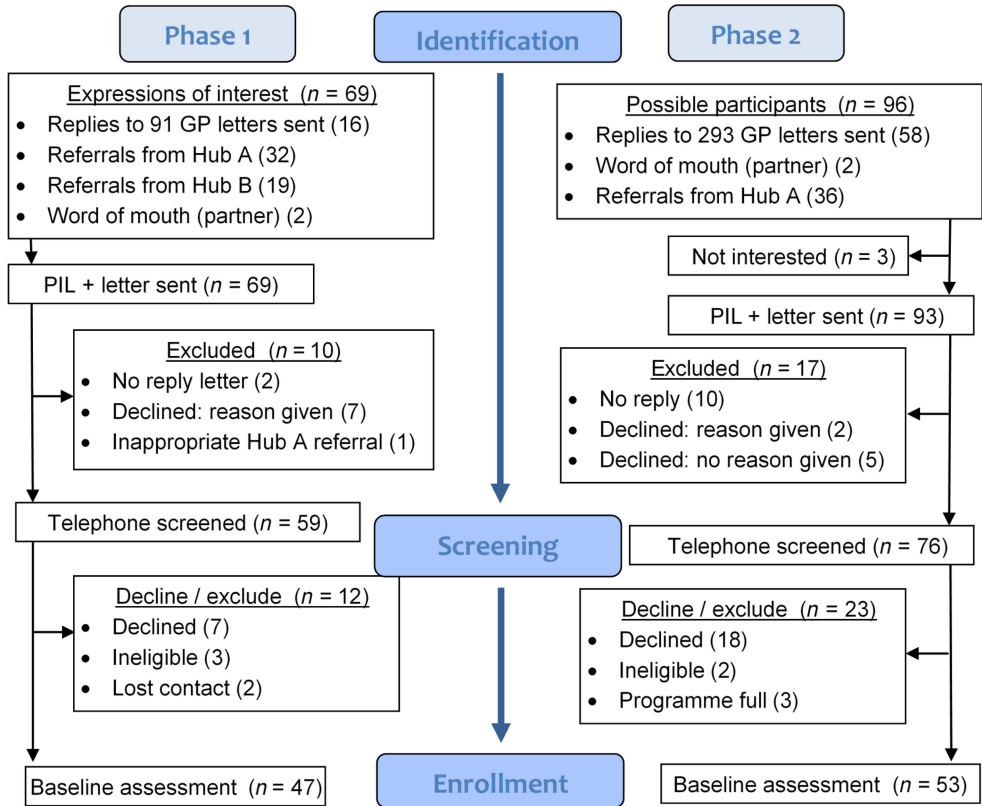 Phase 1
Identification
Phase 2
Expressions of interest (n = 69)
• Replies to 91 GP letters sent (16)
• Referrals from Hub A (32)
• Referrals from Hub B (19)
• Word of mouth (partner) (2)
PIL + letter sent (n = 69)
Excluded (n = 10)
• No reply letter (2)
• Declined: reason given (7)
• Inappropriate Hub A referral (1)
Telephone screened (n = 59)
Decline / exclude (n = 12)
• Declined (7)
• Ineligible (3)
• Lost contact (2)
Baseline assessment (n = 47)
Screening
Enrollment
Possible participants (n = 96)
• Replies to 293 GP letters sent (58)
• Word of mouth (partner) (2)
• Referrals from Hub A (36)
Not interested (n = 3)
PIL + letter sent (n = 93)
Excluded (n = 17)
• No reply (10)
• Declined: reason given (2)
• Declined: no reason given (5)
Telephone screened (n = 76)
Decline / exclude (n = 23)
• Declined (18)
• Ineligible (2)
• Programme full (3)
Baseline assessment (n = 53)